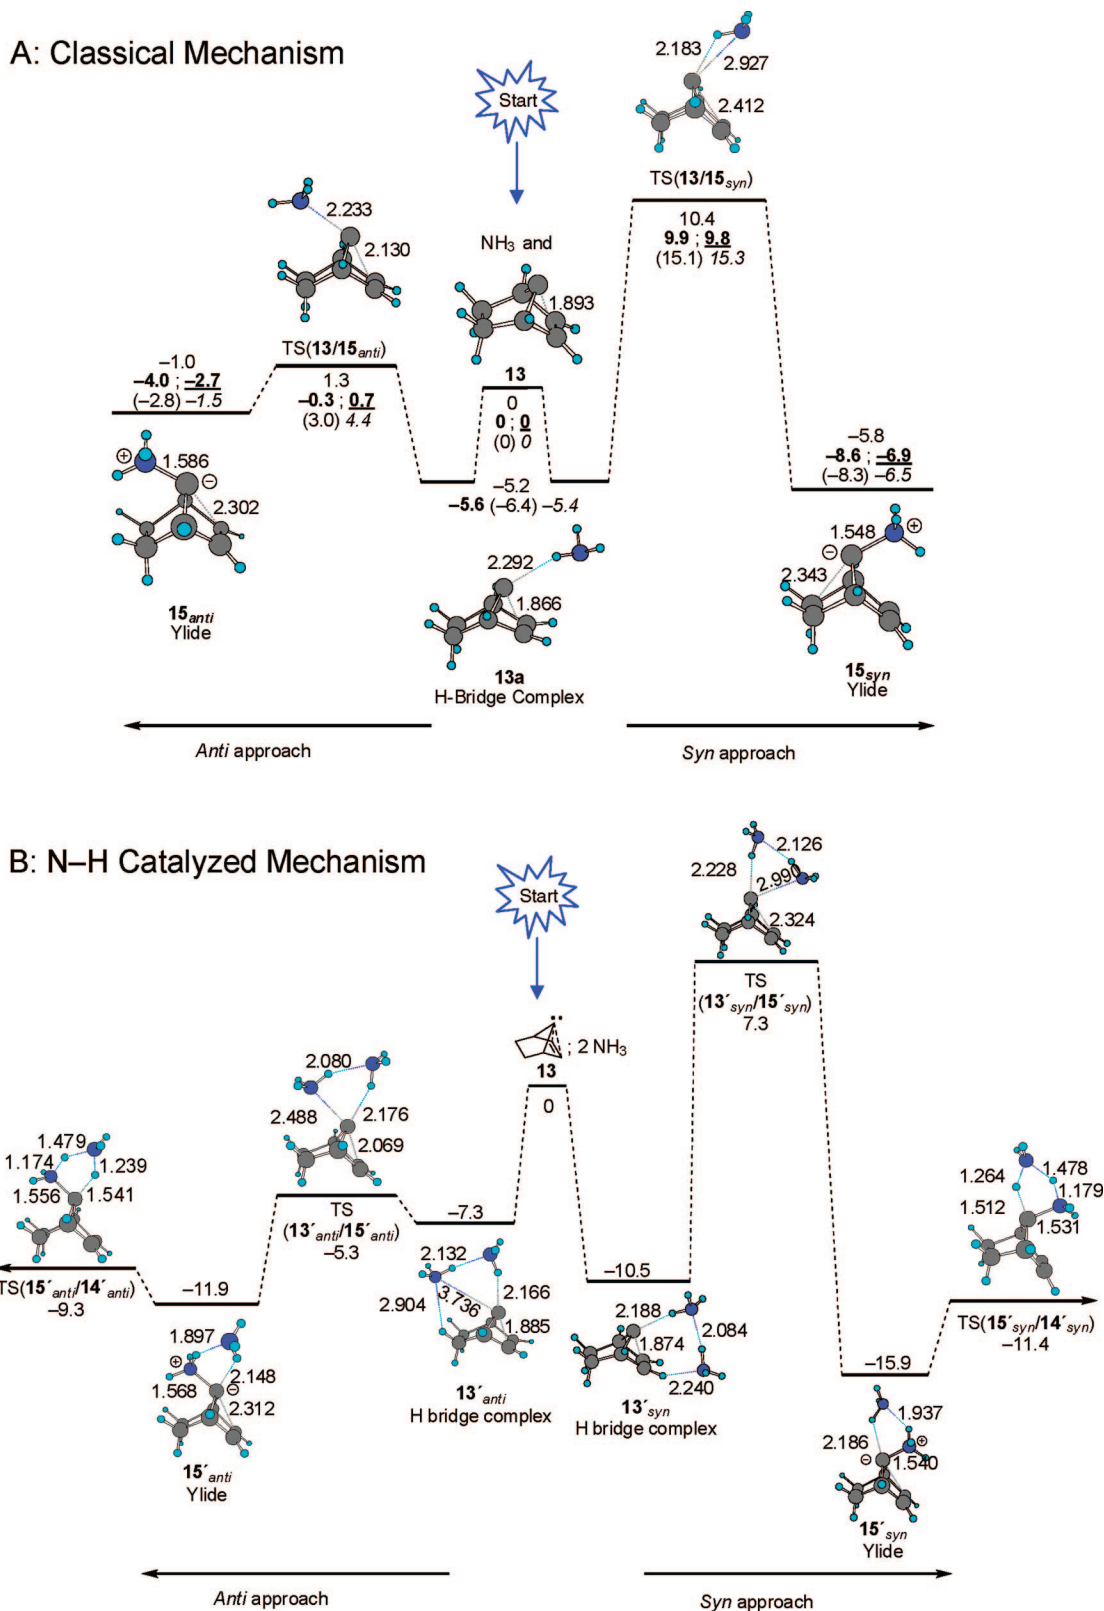 A: Classical Mechanism
2.183
2.927
2.412
Start
TS(13/15syn)
10.4
9.9 ; 9.8
(15.1) 15.3
2.233
2.130
NH3 and
1.893
TS(13/15anti)
1.3
–0.3 ; 0.7
(3.0) 4.4
13
0
0 ; 0
(0) 0
–1.0
–4.0 ; –2.7
(–2.8) –1.5
–5.2
–5.6 (–6.4) –5.4
–5.8
–8.6 ; –6.9
(–8.3) –6.5
⊕
1.586
⊖
2.302
15anti
Ylide
2.292
1.866
13a
H-Bridge Complex
1.548
⊕
⊖
2.343
15syn
Ylide
Anti approach
Syn approach
B: N–H Catalyzed Mechanism
2.126
2.228
2.990
2.324
Start
TS
(13´syn/15´syn)
7.3
; 2 NH3
13
0
2.080
2.488
2.176
2.069
TS
(13´anti/15´anti)
–5.3
1.479
1.174
1.239
1.556
1.541
TS(15´anti/14´anti)
–9.3
–11.9
1.897
⊕
2.148
1.568
⊖
2.312
15´anti
Ylide
–7.3
2.132
3.736
2.166
2.904
1.885
13´anti
H bridge complex
–10.5
2.188
1.874
2.084
2.240
13´syn
H bridge complex
1.264
1.478
1.179
1.512
1.531
TS(15´syn/14´syn)
–11.4
–15.9
1.937
2.186
⊕
⊖
1.540
15´syn
Ylide
Anti approach
Syn approach